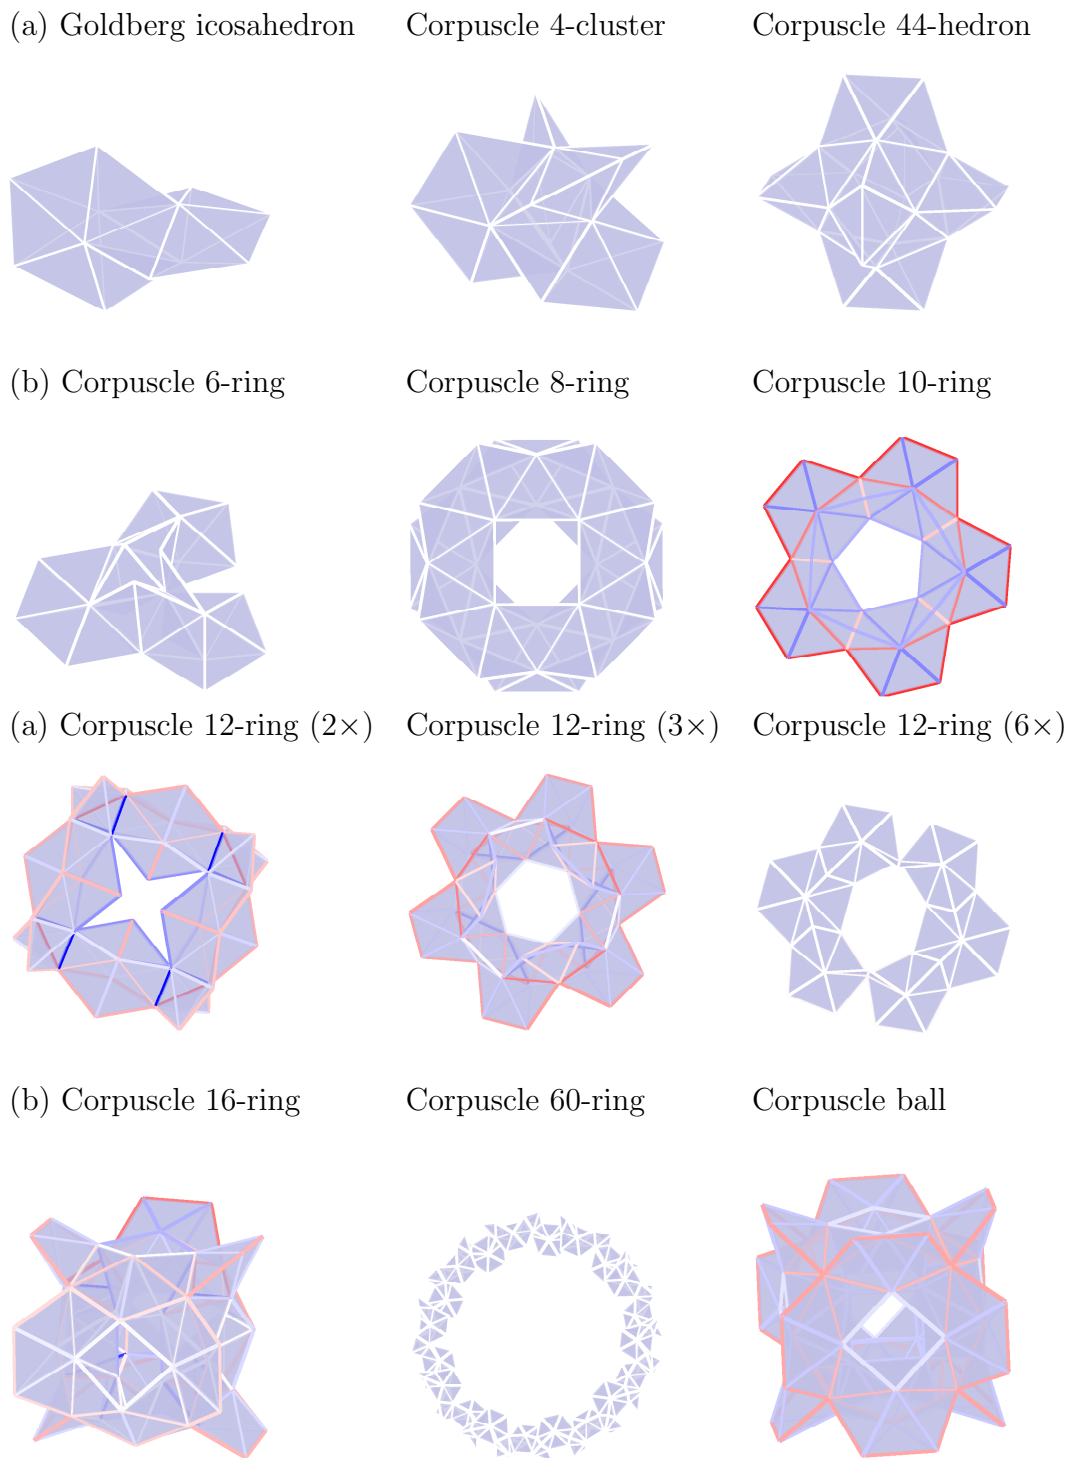 (a) Goldberg icosahedron Corpuscle 4-cluster Corpuscle 44-hedron
(b) Corpuscle 6-ring Corpuscle 8-ring Corpuscle 10-ring
(a) Corpuscle 12-ring (2×) Corpuscle 12-ring (3×) Corpuscle 12-ring (6×)
(b) Corpuscle 16-ring Corpuscle 60-ring Corpuscle ball